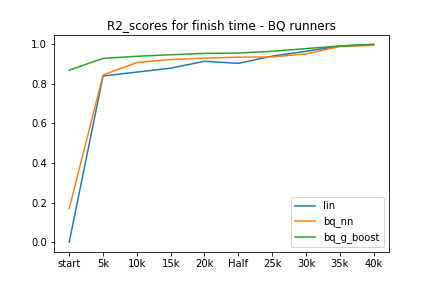 R2_scores for finish time - BQ runners
1.0
0.8
0.6
0.4
0.2
0.0
lin
bq_nn
bq_g_boost
start 5k 10k 15k 20k Half 25k 30k 35k 40k